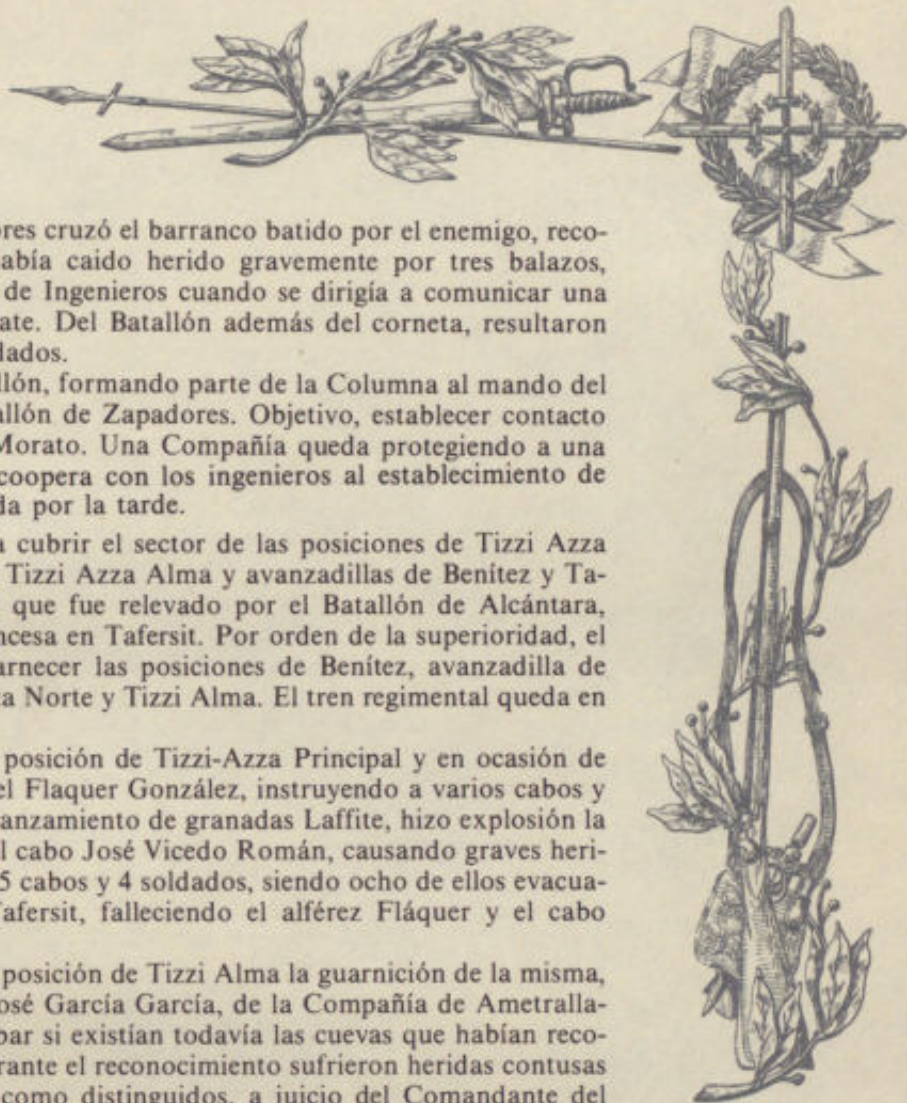 res cruzó el barranco batido por el enemigo, reco-
abía caido herido gravemente por tres balazos,
de Ingenieros cuando se dirigía a comunicar una
ate. Del Batallón además del corneta, resultaron
lados.
llón, formando parte de la Columna al mando del
allón de Zapadores. Objetivo, establecer contacto
Morato. Una Compañía queda protegiendo a una
coopera con los ingenieros al establecimiento de
da por la tarde.
a cubrir el sector de las posiciones de Tizzi Azza
Tizzi Azza Alma y avanzadillas de Benítez y Ta-
que fue relevado por el Batallón de Alcántara,
ncesa en Tafersit. Por orden de la superioridad, el
arnecer las posiciones de Benítez, avanzadilla de
a Norte y Tizzi Alma. El tren regimental queda en
posición de Tizzi-Azza Principal y en ocasión de
el Flaquer González, instruyendo a varios cabos y
anzamiento de granadas Laffite, hizo explosión la
l cabo José Vicedo Román, causando graves heri-
5 cabos y 4 soldados, siendo ocho de ellos evacua-
afersit, falleciendo el alférez Fláquer y el cabo
posición de Tizzi Alma la guarnición de la misma,
osé García García, de la Compañía de Ametralla-
bar si existían todavía las cuevas que habían reco-
rante el reconocimiento sufrieron heridas contusas
como distinguidos, a juicio del Comandante del